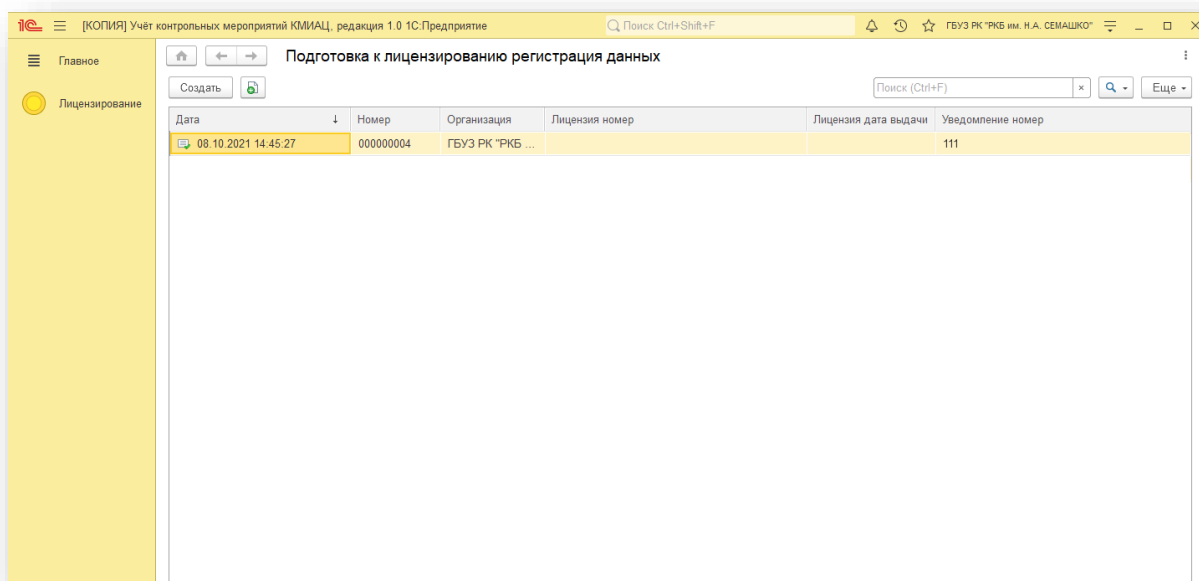 1С [КОПИЯ] Учёт контрольных мероприятий КМИАЦ, редакция 1.0 1С:Предприятие Поиск Ctrl+Shift+F ГБУЗ РК "РКБ им. Н.А. СЕМАШКО"
Главное
Лицензирование
Подготовка к лицензированию регистрация данных
Создать Поиск (Ctrl+F) × Еще
Дата ↓ Номер Организация Лицензия номер Лицензия дата выдачи Уведомление номер
08.10.2021 14:45:27 000000004 ГБУЗ РК "РКБ ... 111